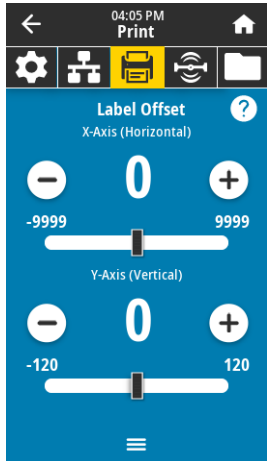 04:05 PM
Print
Label Offset ?
X-Axis (Horizontal)
0
-9999 9999
Y-Axis (Vertical)
0
-120 120